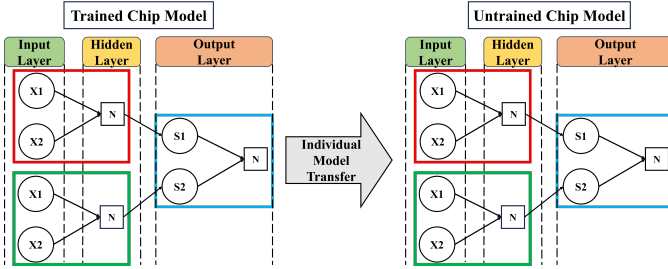 Trained Chip Model
Untrained Chip Model
Input
Layer
Hidden
Layer
Output
Layer
X1
X2
N
X1
X2
N
S1
S2
N
Individual
Model
Transfer
Input
Layer
Hidden
Layer
Output
Layer
X1
X2
N
X1
X2
N
S1
S2
N